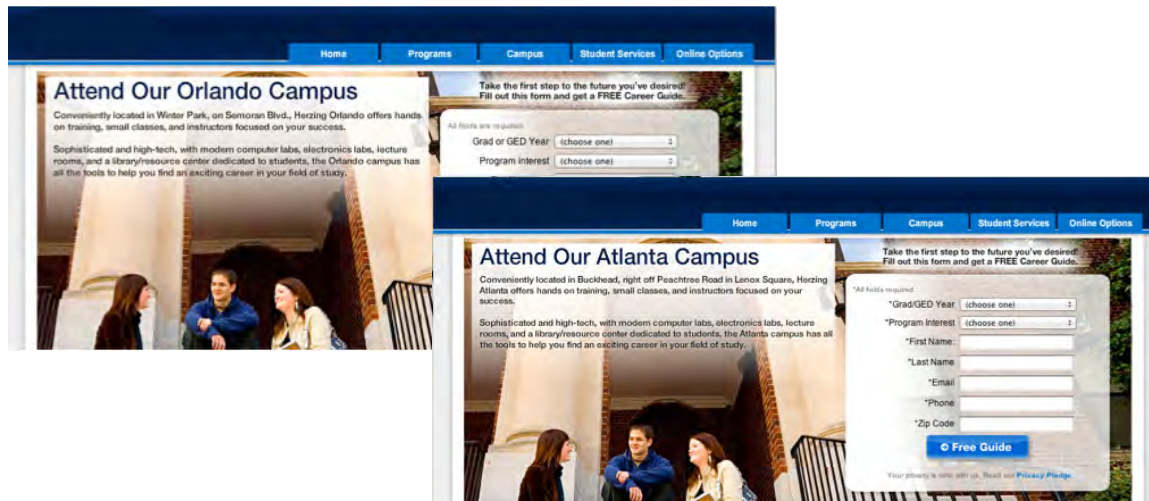 Home Programs Campus Student Services Online Options
Attend Our Orlando Campus
Conveniently located in Winter Park, on Semoran Blvd., Herzing Orlando offers hands
on training, small classes, and instructors focused on your success.
Sophisticated and high-tech, with modern computer labs, electronics labs, lecture
rooms, and a library/resource center dedicated to students, the Orlando campus has
all the tools to help you find an exciting career in your field of study.
Take the first step to the future you've desired!
Fill out this form and get a FREE Career Guide.
All fields are required
Grad or GED Year (choose one)
Program interest (choose one)
Home Programs Campus Student Services Online Options
Attend Our Atlanta Campus
Conveniently located in Buckhead, right off Peachtree Road in Lenox Square, Herzing
Atlanta offers hands on training, small classes, and instructors focused on your
success.
Sophisticated and high-tech, with modern computer labs, electronics labs, lecture
rooms, and a library/resource center dedicated to students, the Atlanta campus has all
the tools to help you find an exciting career in your field of study.
Take the first step to the future you've desired!
Fill out this form and get a FREE Career Guide.
*All fields required
*Grad/GED Year (choose one)
*Program Interest (choose one)
*First Name:
*Last Name
*Email
*Phone
*Zip Code
Free Guide
Your privacy is safe with us. Read our Privacy Pledge.